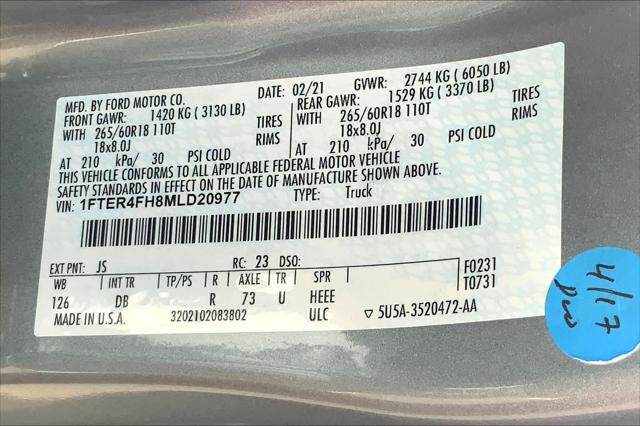 MFD. BY FORD MOTOR CO.
DATE: 02/21 GVWR: 2744 KG ( 6050 LB)
FRONT GAWR: 1420 KG ( 3130 LB) REAR GAWR: 1529 KG ( 3370 LB)
WITH 265/60R18 110T TIRES WITH 265/60R18 110T TIRES
18x8.0J RIMS 18x8.0J RIMS
AT 210 kPa/ 30 PSI COLD AT 210 kPa/ 30 PSI COLD
THIS VEHICLE CONFORMS TO ALL APPLICABLE FEDERAL MOTOR VEHICLE
SAFETY STANDARDS IN EFFECT ON THE DATE OF MANUFACTURE SHOWN ABOVE.
VIN: 1FTER4FH8MLD20977 TYPE: Truck
EXT PNT: JS RC: 23 DSO:
WB INT TR TP/PS R AXLE TR SPR F0231
126 DB R 73 U HEEE T0731
MADE IN U.S.A. 3202102083802 ULC ▽ 5U5A-3520472-AA
4/17